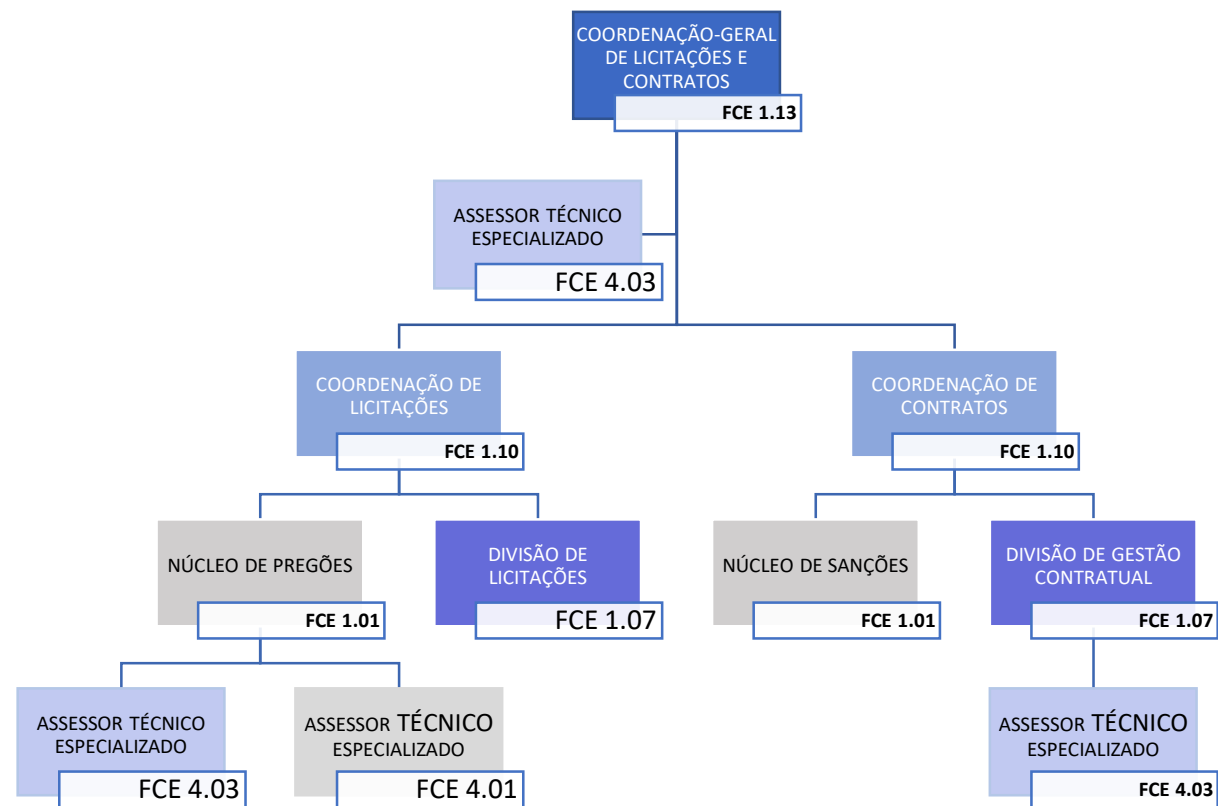 COORDENAÇÃO-GERAL
DE LICITAÇÕES E
CONTRATOS
FCE 1.13
ASSESSOR TÉCNICO
ESPECIALIZADO
FCE 4.03
COORDENAÇÃO DE
LICITAÇÕES
FCE 1.10
COORDENAÇÃO DE
CONTRATOS
FCE 1.10
NÚCLEO DE PREGÕES
FCE 1.01
DIVISÃO DE
LICITAÇÕES
FCE 1.07
NÚCLEO DE SANÇÕES
FCE 1.01
DIVISÃO DE GESTÃO
CONTRATUAL
FCE 1.07
ASSESSOR TÉCNICO
ESPECIALIZADO
FCE 4.03
ASSESSOR TÉCNICO
ESPECIALIZADO
FCE 4.01
ASSESSOR TÉCNICO
ESPECIALIZADO
FCE 4.03